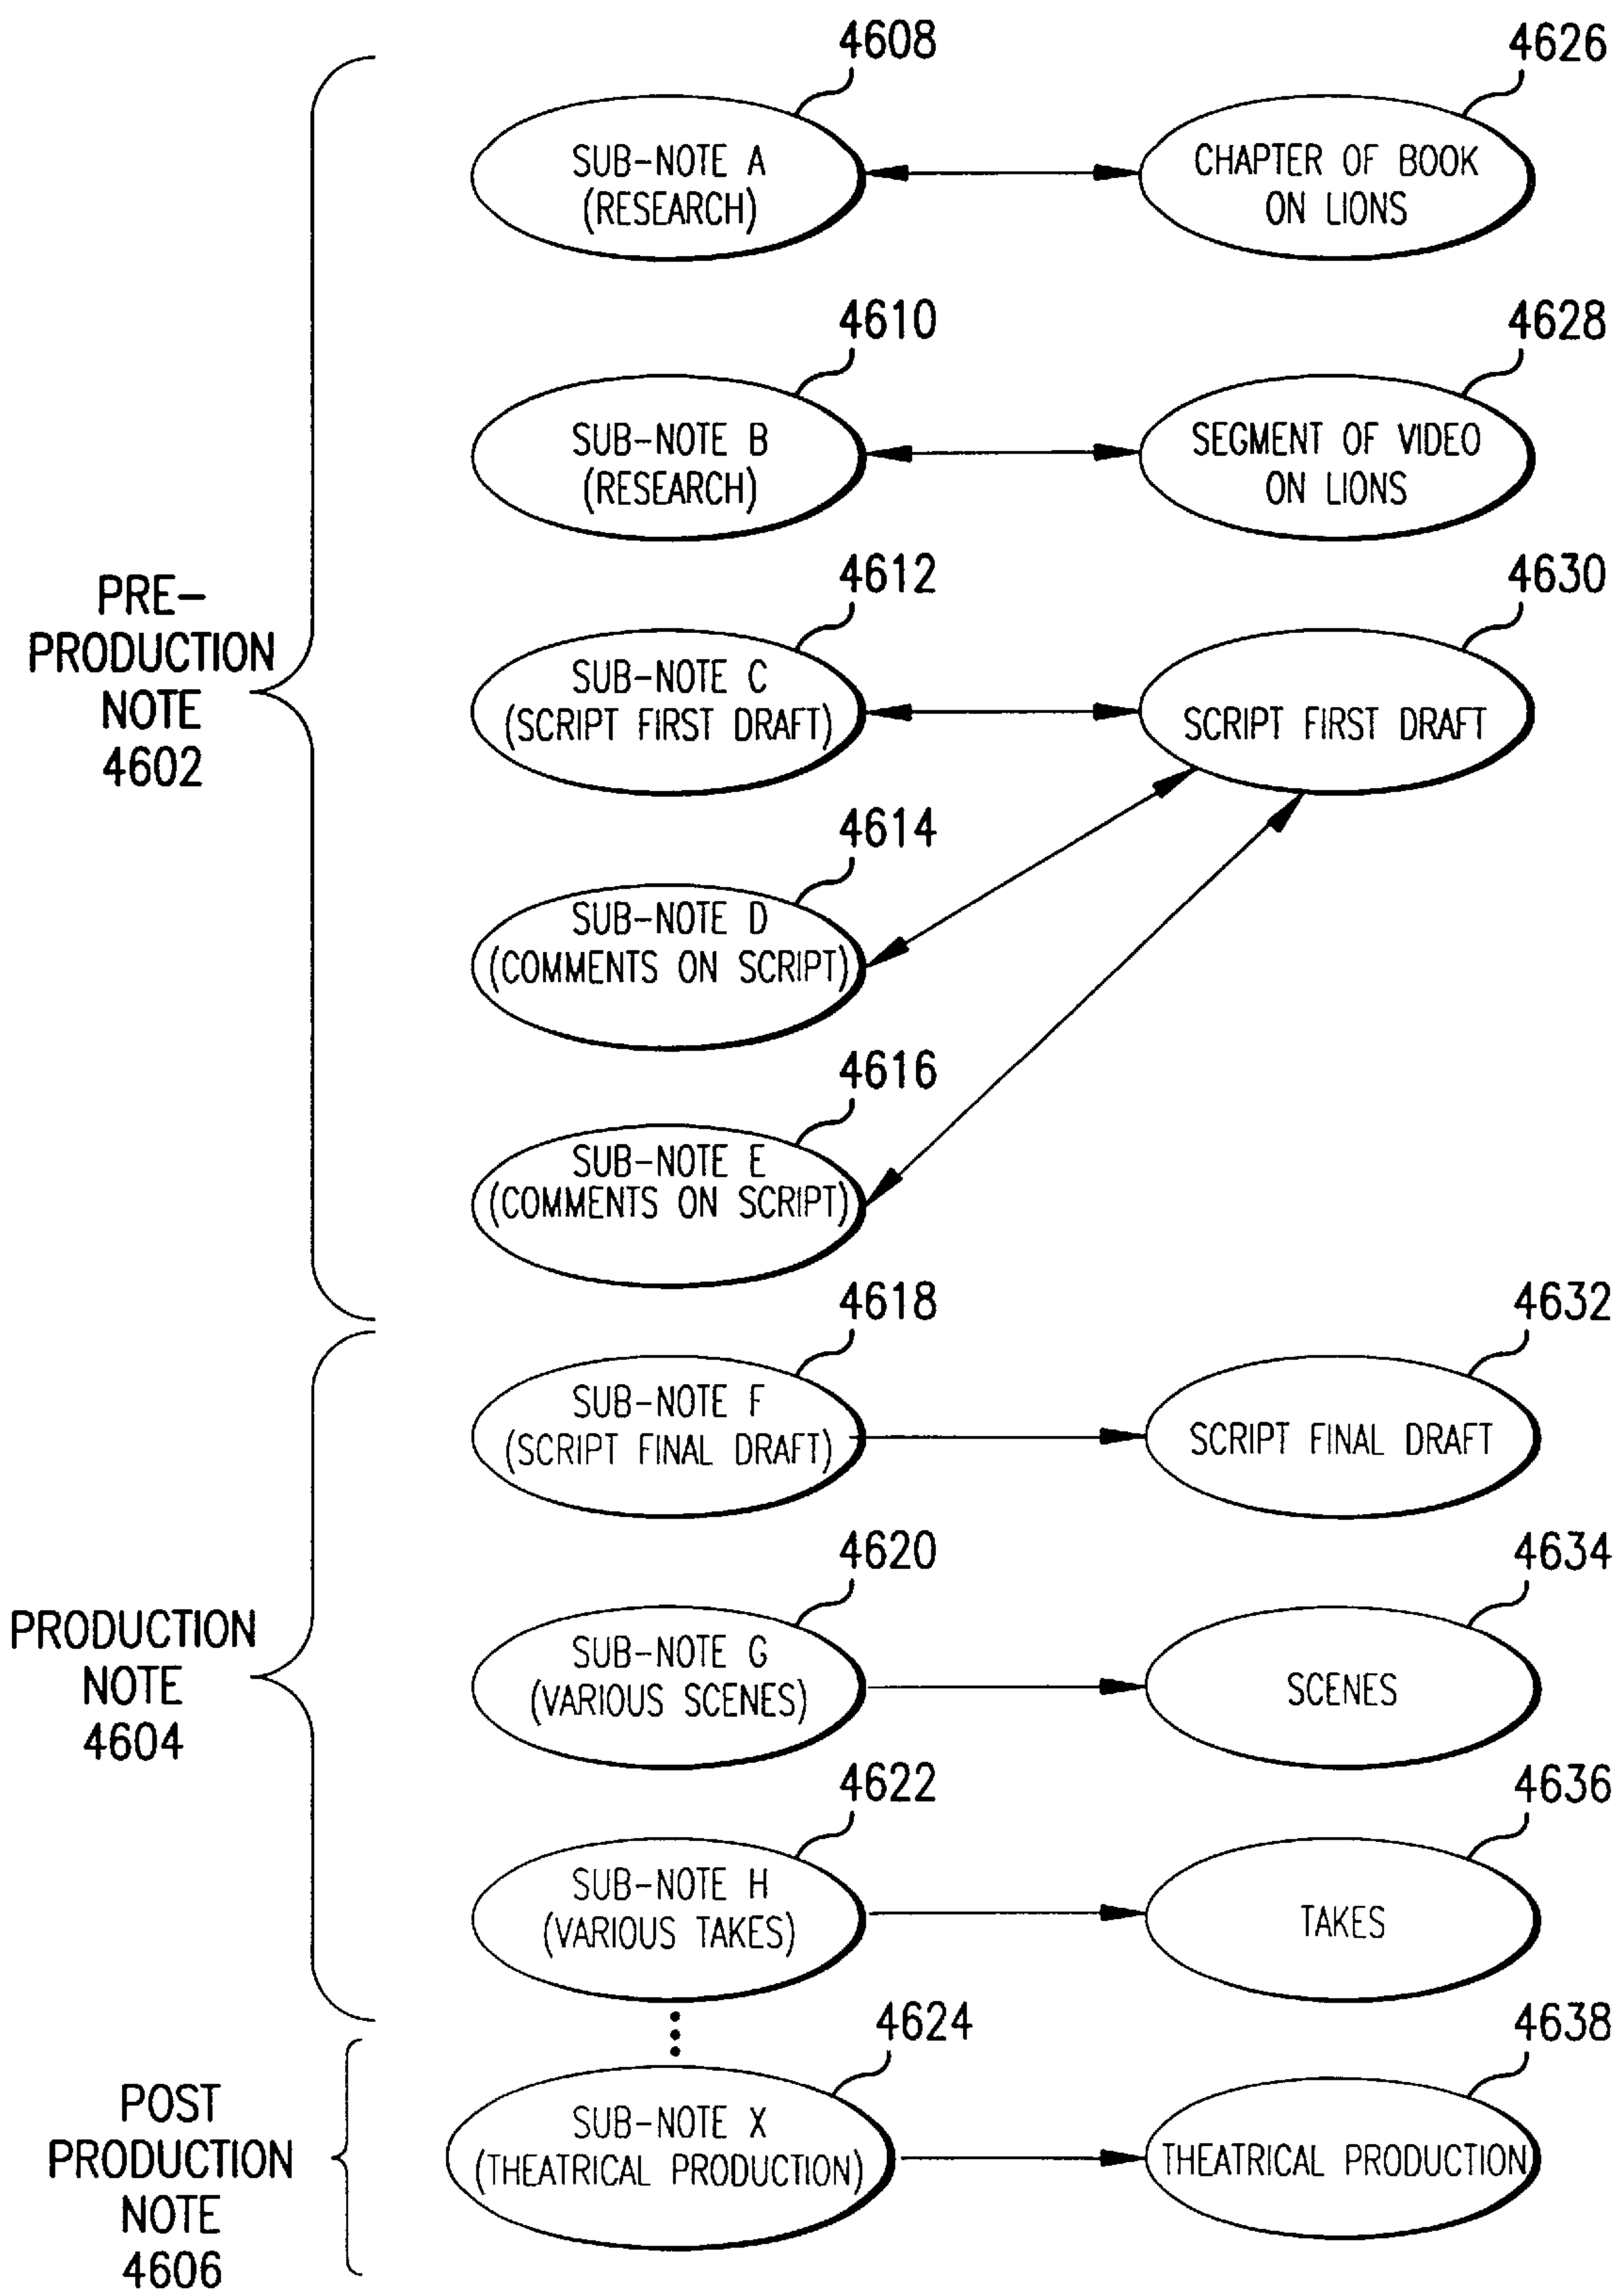 4608
4626
SUB-NOTE A
(RESEARCH)
CHAPTER OF BOOK
ON LIONS
4610
4628
SUB-NOTE B
(RESEARCH)
SEGMENT OF VIDEO
ON LIONS
PRE-
PRODUCTION
NOTE
4602
4612
4630
SUB-NOTE C
(SCRIPT FIRST DRAFT)
SCRIPT FIRST DRAFT
4614
SUB-NOTE D
(COMMENTS ON SCRIPT)
4616
SUB-NOTE E
(COMMENTS ON SCRIPT)
4618
4632
SUB-NOTE F
(SCRIPT FINAL DRAFT)
SCRIPT FINAL DRAFT
PRODUCTION
NOTE
4604
4620
4634
SUB-NOTE G
(VARIOUS SCENES)
SCENES
4622
4636
SUB-NOTE H
(VARIOUS TAKES)
TAKES
POST
PRODUCTION
NOTE
4606
4624
4638
SUB-NOTE X
(THEATRICAL PRODUCTION)
THEATRICAL PRODUCTION